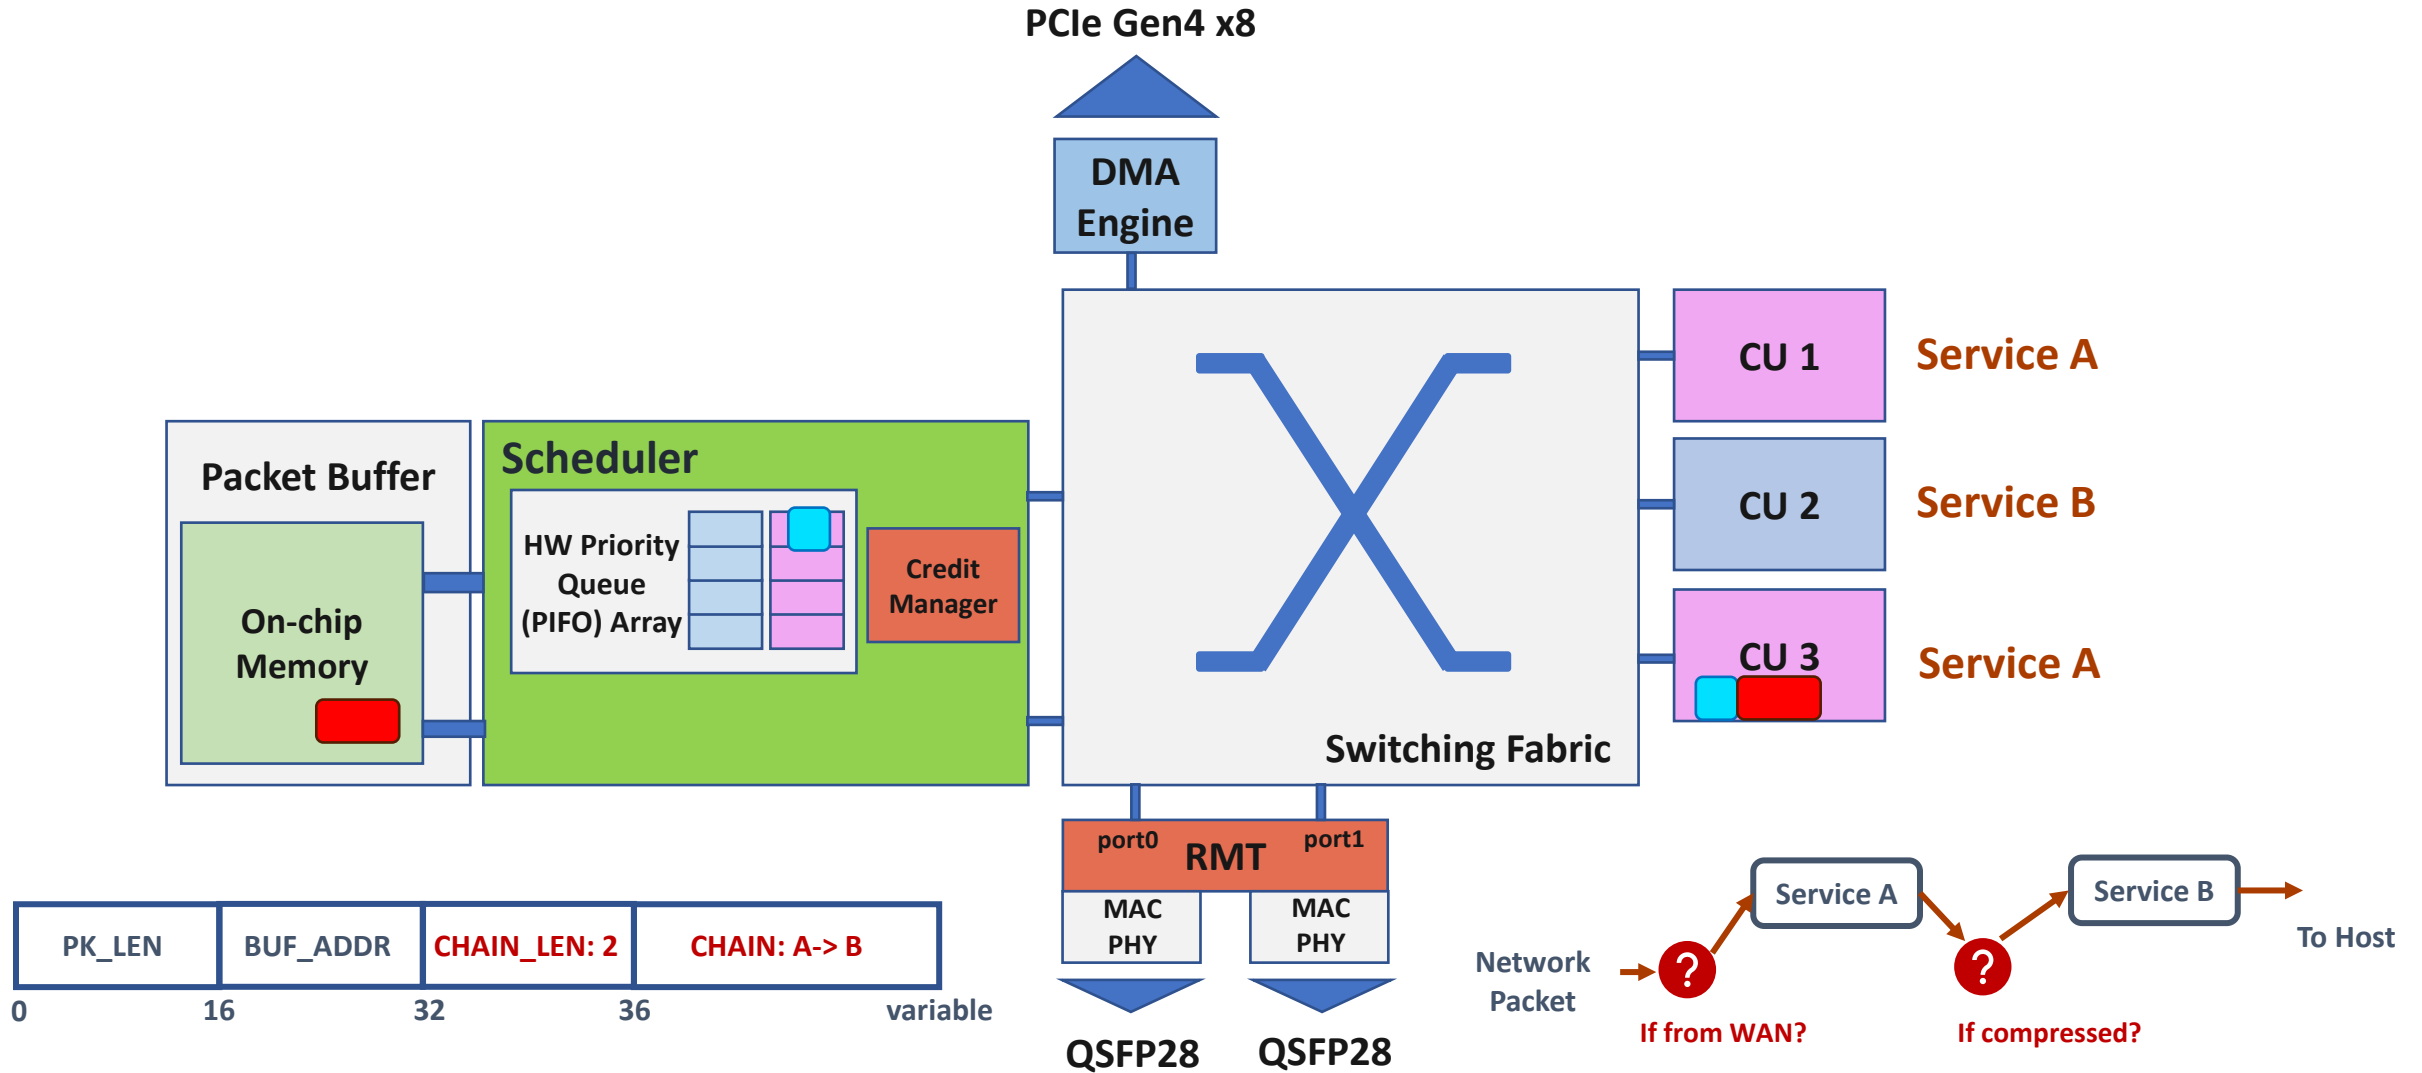 PCIe Gen4 x8
DMA
Engine
CU 1
Service A
CU 2
Service B
CU 3
Service A
Packet Buffer
On-chip
Memory
Scheduler
HW Priority
Queue
(PIFO) Array
Credit
Manager
Switching Fabric
port0
RMT
port1
MAC
PHY
MAC
PHY
QSFP28
QSFP28
PK_LEN
BUF_ADDR
CHAIN_LEN: 2
CHAIN: A-> B
0
16
32
36
variable
Network
Packet
?
If from WAN?
Service A
?
If compressed?
Service B
To Host